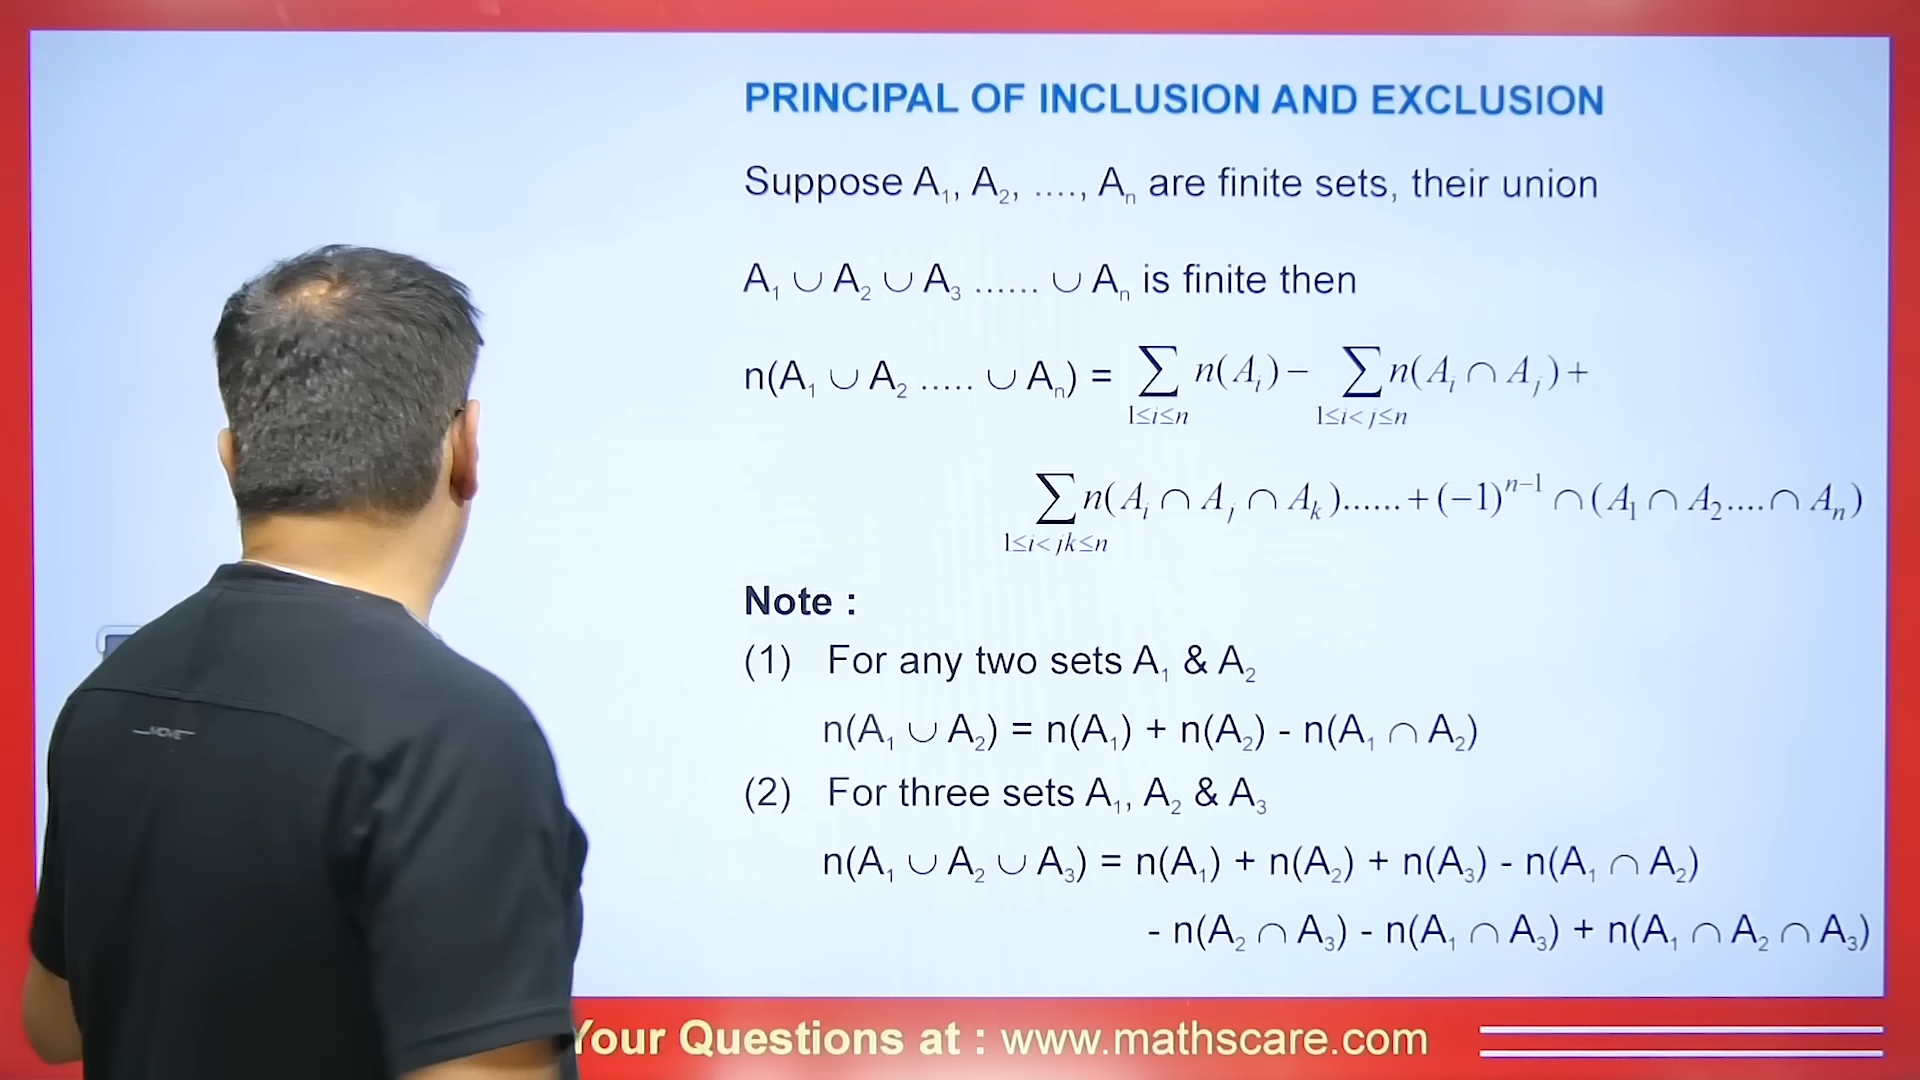 PRINCIPAL OF INCLUSION AND EXCLUSION
Suppose A₁, A₂, ...., Aₙ are finite sets, their union
A₁ ∪ A₂ ∪ A₃ ...... ∪ Aₙ is finite then
n(A₁ ∪ A₂ ..... ∪ Aₙ) = ∑ n(Aᵢ) − ∑ n(Aᵢ ∩ Aⱼ) +
1≤i≤n 1≤i<j≤n
∑ n(Aᵢ ∩ Aⱼ ∩ Aₖ)...... + (−1)ⁿ⁻¹ ∩ (A₁ ∩ A₂....∩ Aₙ)
1≤i<jk≤n
Note :
(1) For any two sets A₁ & A₂
n(A₁ ∪ A₂) = n(A₁) + n(A₂) - n(A₁ ∩ A₂)
(2) For three sets A₁, A₂ & A₃
n(A₁ ∪ A₂ ∪ A₃) = n(A₁) + n(A₂) + n(A₃) - n(A₁ ∩ A₂)
- n(A₂ ∩ A₃) - n(A₁ ∩ A₃) + n(A₁ ∩ A₂ ∩ A₃)
MOVE
Your Questions at : www.mathscare.com